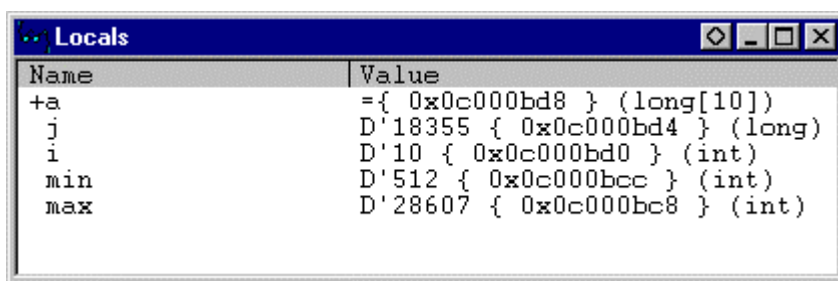 Locals
Name Value
+a ={ 0x0c000bd8 } (long[10])
j D'18355 { 0x0c000bd4 } (long)
i D'10 { 0x0c000bd0 } (int)
min D'512 { 0x0c000bcc } (int)
max D'28607 { 0x0c000bc8 } (int)